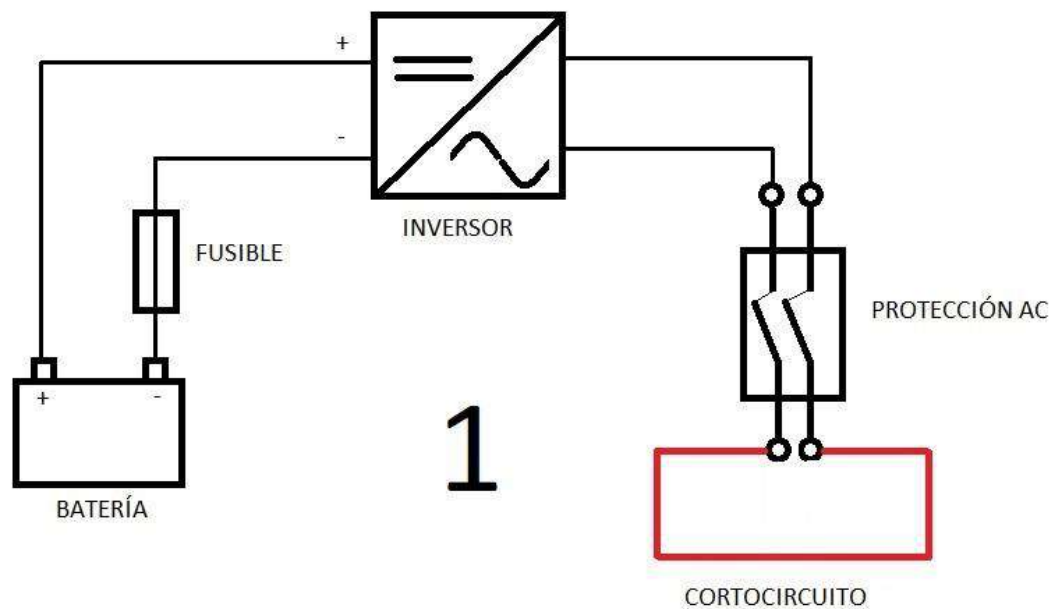 +
-
INVERSOR
FUSIBLE
PROTECCIÓN AC
+ -
1
BATERÍA
CORTOCIRCUITO